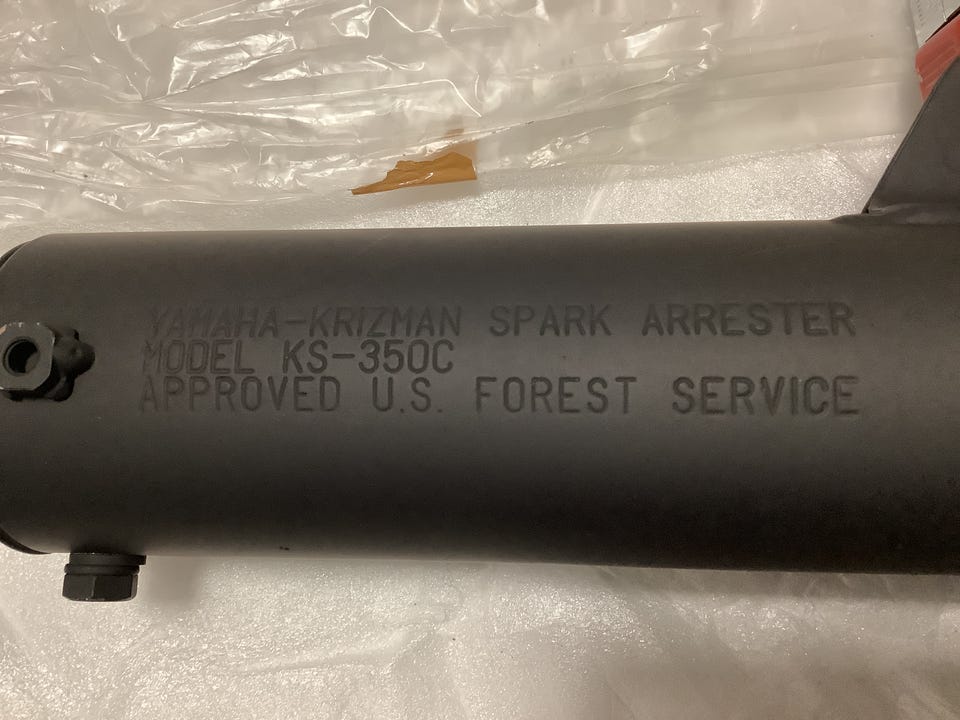 YAMAHA-KRIZMAN SPARK ARRESTER
MODEL KS-350C
APPROVED U.S. FOREST SERVICE